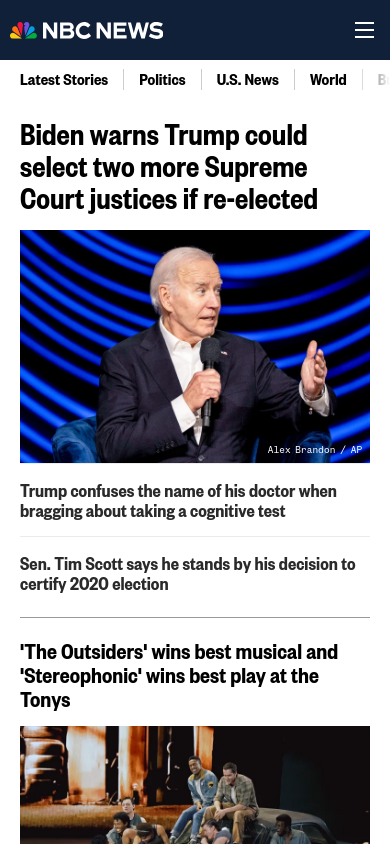 NBC NEWS
Latest Stories
Politics
U.S. News
World
Biden warns Trump could
select two more Supreme
Court justices if re-elected
Alex Brandon / AP
Trump confuses the name of his doctor when
bragging about taking a cognitive test
Sen. Tim Scott says he stands by his decision to
certify 2020 election
'The Outsiders' wins best musical and
'Stereophonic' wins best play at the
Tonys